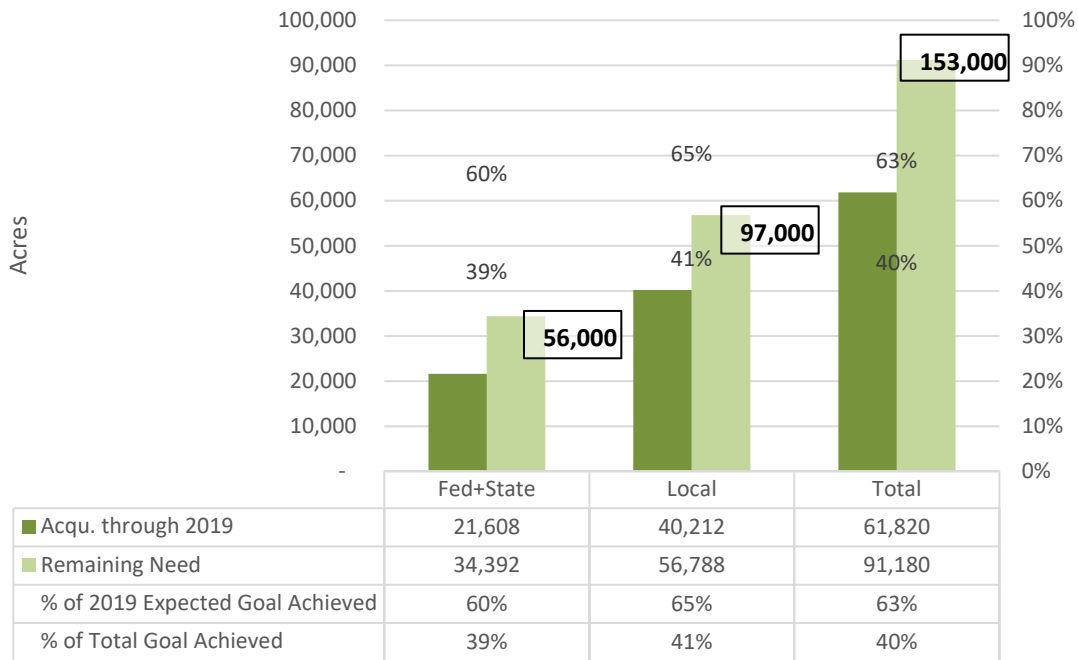 100,000 100%
90,000 153,000 90%
80,000 80%
70,000 65% 63% 70%
60% 60,000 60%
50,000 97,000 50%
Acres
39% 41% 40%
40,000 40%
30,000 56,000 30%
20,000 20%
10,000 10%
- 0%
Fed+State Local Total
Acqu. through 2019 21,608 40,212 61,820
Remaining Need 34,392 56,788 91,180
% of 2019 Expected Goal Achieved 60% 65% 63%
% of Total Goal Achieved 39% 41% 40%